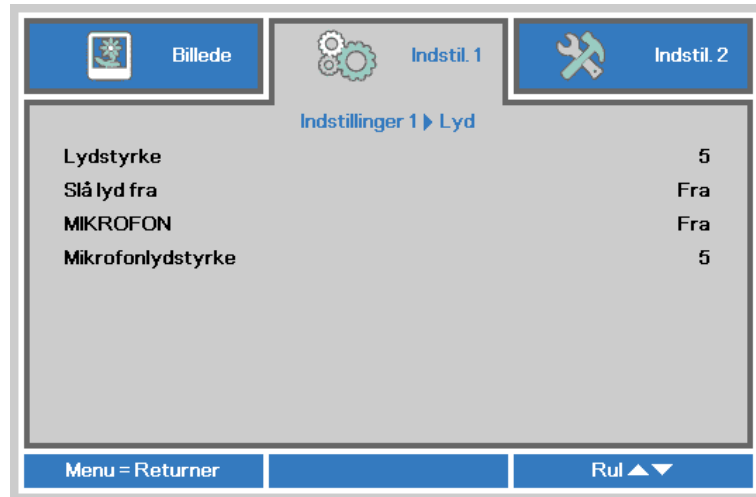 Billede Indstil. 1 Indstil. 2
Indstillinger 1 ▶ Lyd
Lydstyrke 5
Slå lyd fra Fra
MIKROFON Fra
Mikrofonlydstyrke 5
Menu = Returner Rul ▲▼